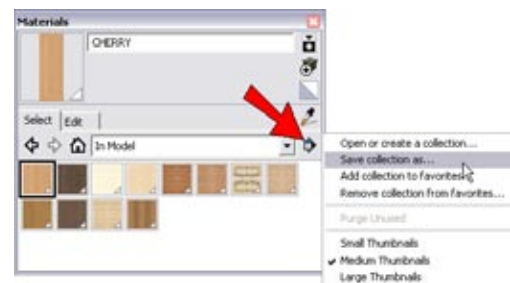 Materials
CHERRY
Select Edit
In Model
Open or create a collection...
Save collection as...
Add collection to favorites...
Remove collection from favorites...
Purge Unused
Small Thumbnails
Medium Thumbnails
Large Thumbnails